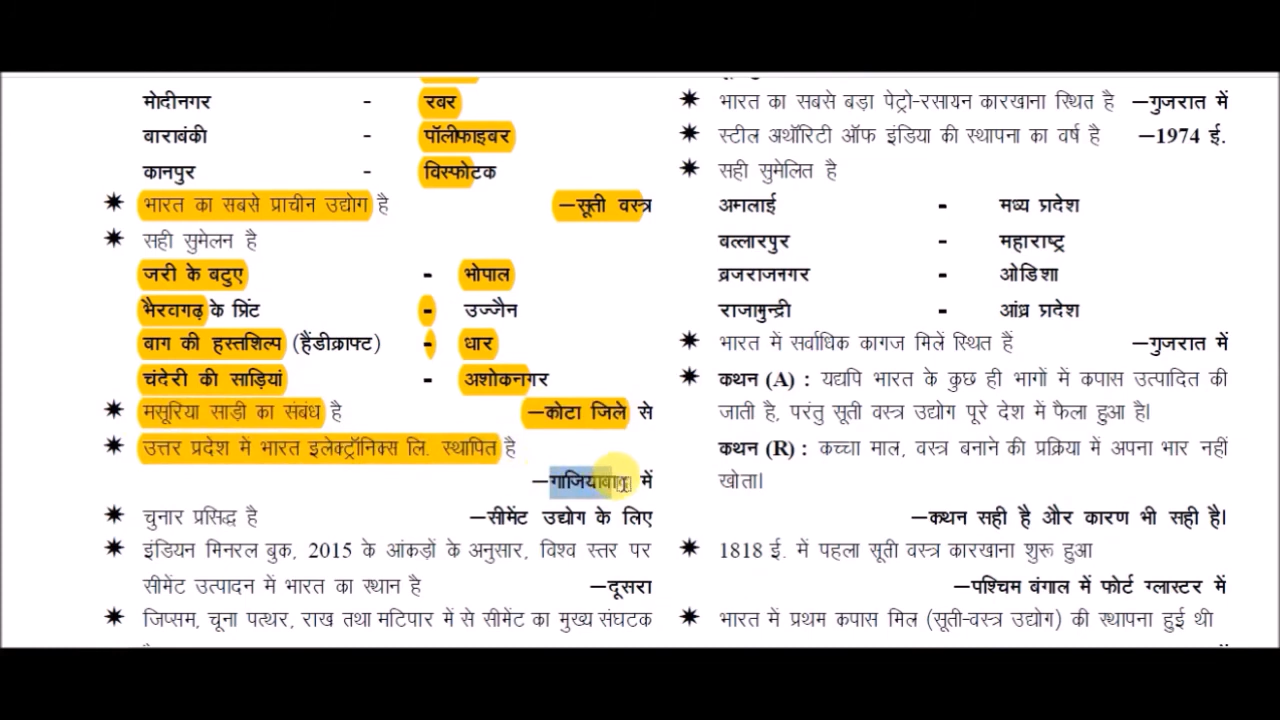 मोदीनगर - रबर
बाराबंकी - पॉलीफाइबर
कानपुर - विस्फोटक
✷ भारत का सबसे प्राचीन उद्योग है –सूती वस्त्र
✷ सही सुमेलन है
जरी के बटुए - भोपाल
भैरवगढ़ के प्रिंट - उज्जैन
बाग की हस्तशिल्प (हैंडीक्राफ्ट) - धार
चंदेरी की साड़ियां - अशोकनगर
✷ मसूरिया साड़ी का संबंध है –कोटा जिले से
✷ उत्तर प्रदेश में भारत इलेक्ट्रॉनिक्स लि. स्थापित है
–गाजियाबाद में
✷ चुनार प्रसिद्ध है –सीमेंट उद्योग के लिए
✷ इंडियन मिनरल बुक, 2015 के आंकड़ों के अनुसार, विश्व स्तर पर
सीमेंट उत्पादन में भारत का स्थान है –दूसरा
✷ जिप्सम, चूना पत्थर, राख तथा मटियार में से सीमेंट का मुख्य संघटक
✷ भारत का सबसे बड़ा पेट्रो-रसायन कारखाना स्थित है –गुजरात में
✷ स्टील अथॉरिटी ऑफ इंडिया की स्थापना का वर्ष है –1974 ई.
✷ सही सुमेलित है
अमलाई - मध्य प्रदेश
बल्लारपुर - महाराष्ट्र
ब्रजराजनगर - ओडिशा
राजामुन्द्री - आंध्र प्रदेश
✷ भारत में सर्वाधिक कागज मिलें स्थित हैं –गुजरात में
✷ कथन (A) : यद्यपि भारत के कुछ ही भागों में कपास उत्पादित की
जाती है, परंतु सूती वस्त्र उद्योग पूरे देश में फैला हुआ है।
कथन (R) : कच्चा माल, वस्त्र बनाने की प्रक्रिया में अपना भार नहीं
खोता।
–कथन सही है और कारण भी सही है।
✷ 1818 ई. में पहला सूती वस्त्र कारखाना शुरू हुआ
–पश्चिम बंगाल में फोर्ट ग्लास्टर में
✷ भारत में प्रथम कपास मिल (सूती-वस्त्र उद्योग) की स्थापना हुई थी